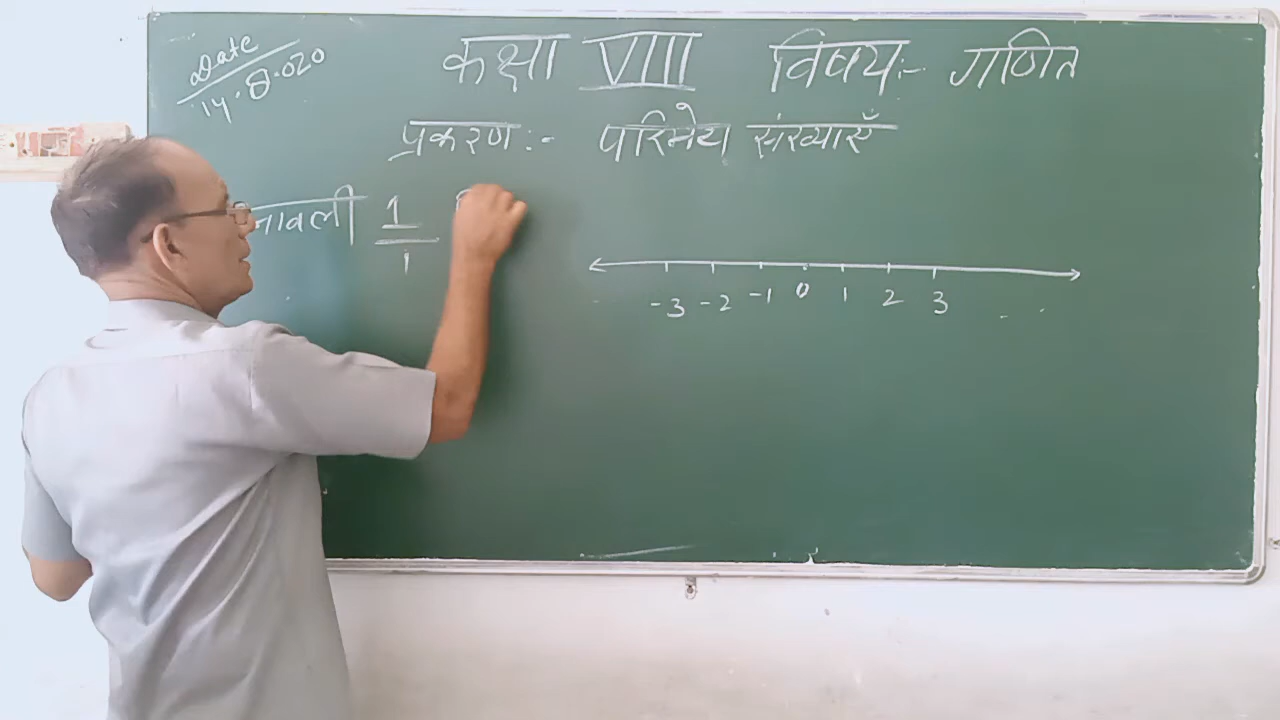 Date
14.8.020
कक्षा VIII विषय:- गणित
प्रकरण:- परिमेय संख्याएँ
नावली 1
1
-3 -2 -1 0 1 2 3